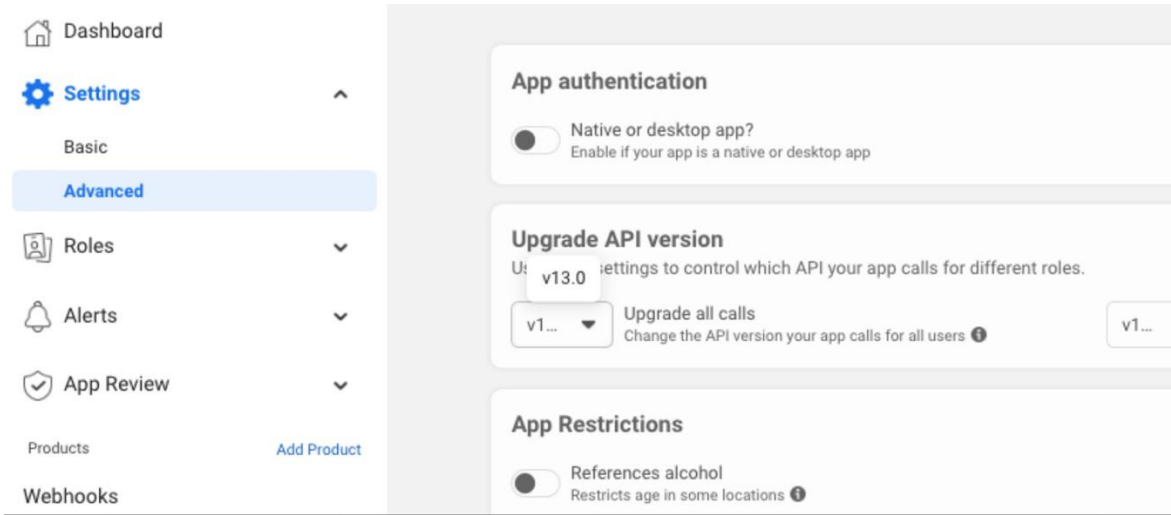 Dashboard
Settings
Basic
Advanced
Roles
Alerts
App Review
Products
Add Product
Webhooks
App authentication
Native or desktop app?
Enable if your app is a native or desktop app
Upgrade API version
ettings to control which API your app calls for different roles.
v13.0
v1...
Upgrade all calls
Change the API version your app calls for all users
v1...
App Restrictions
References alcohol
Restricts age in some locations